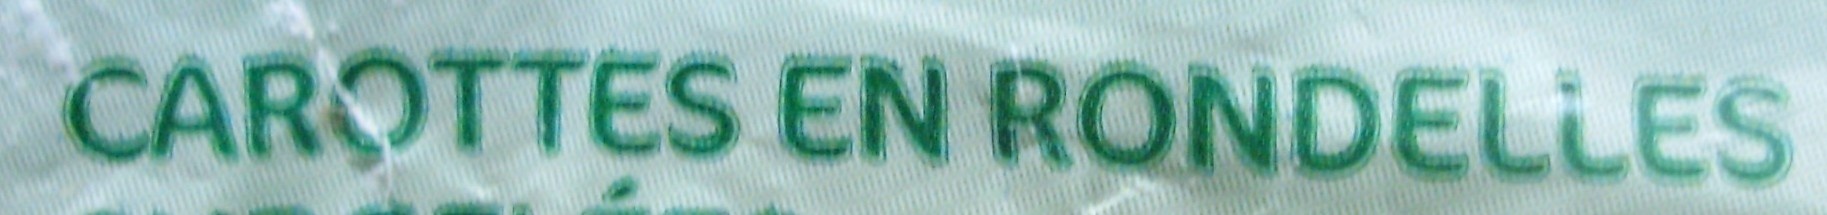 CAROTTES EN RONDELLES